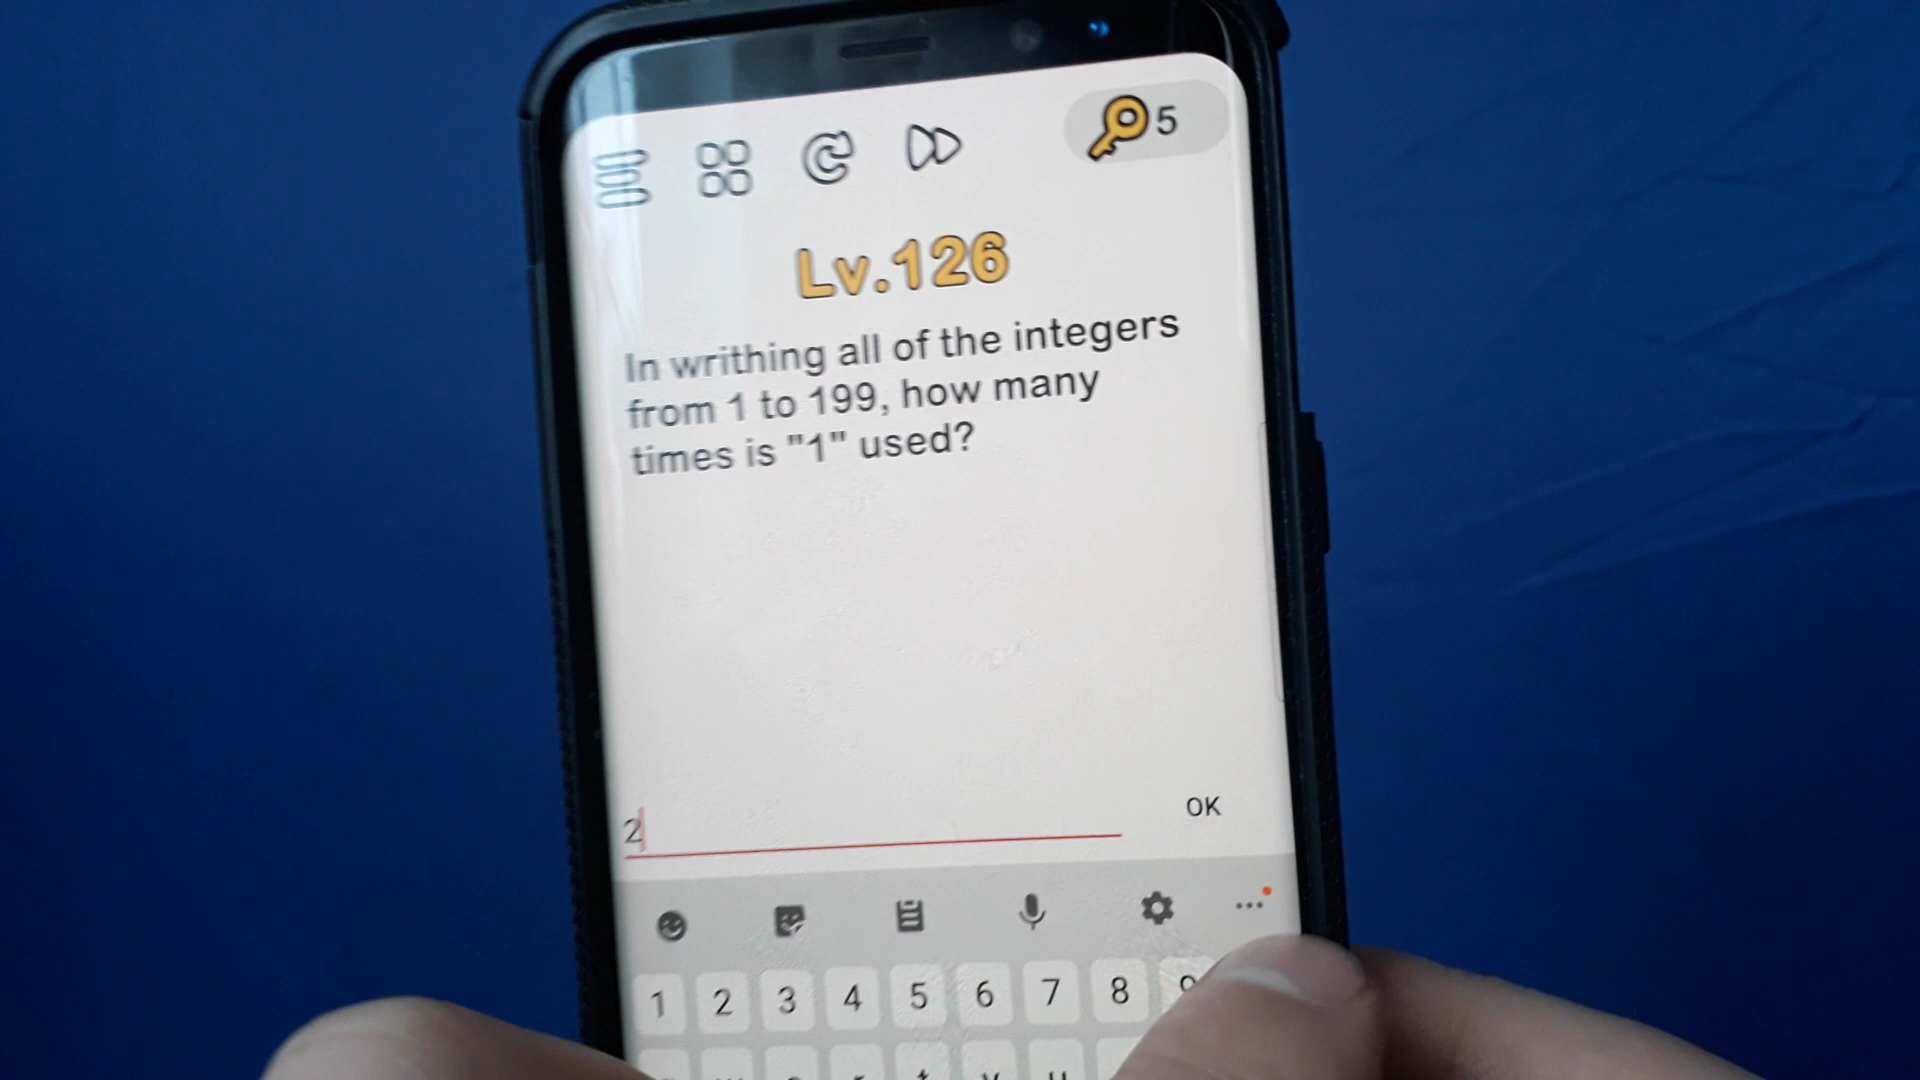 5
Lv.126
In writhing all of the integers
from 1 to 199, how many
times is "1" used?
2
OK
1 2 3 4 5 6 7 8 9